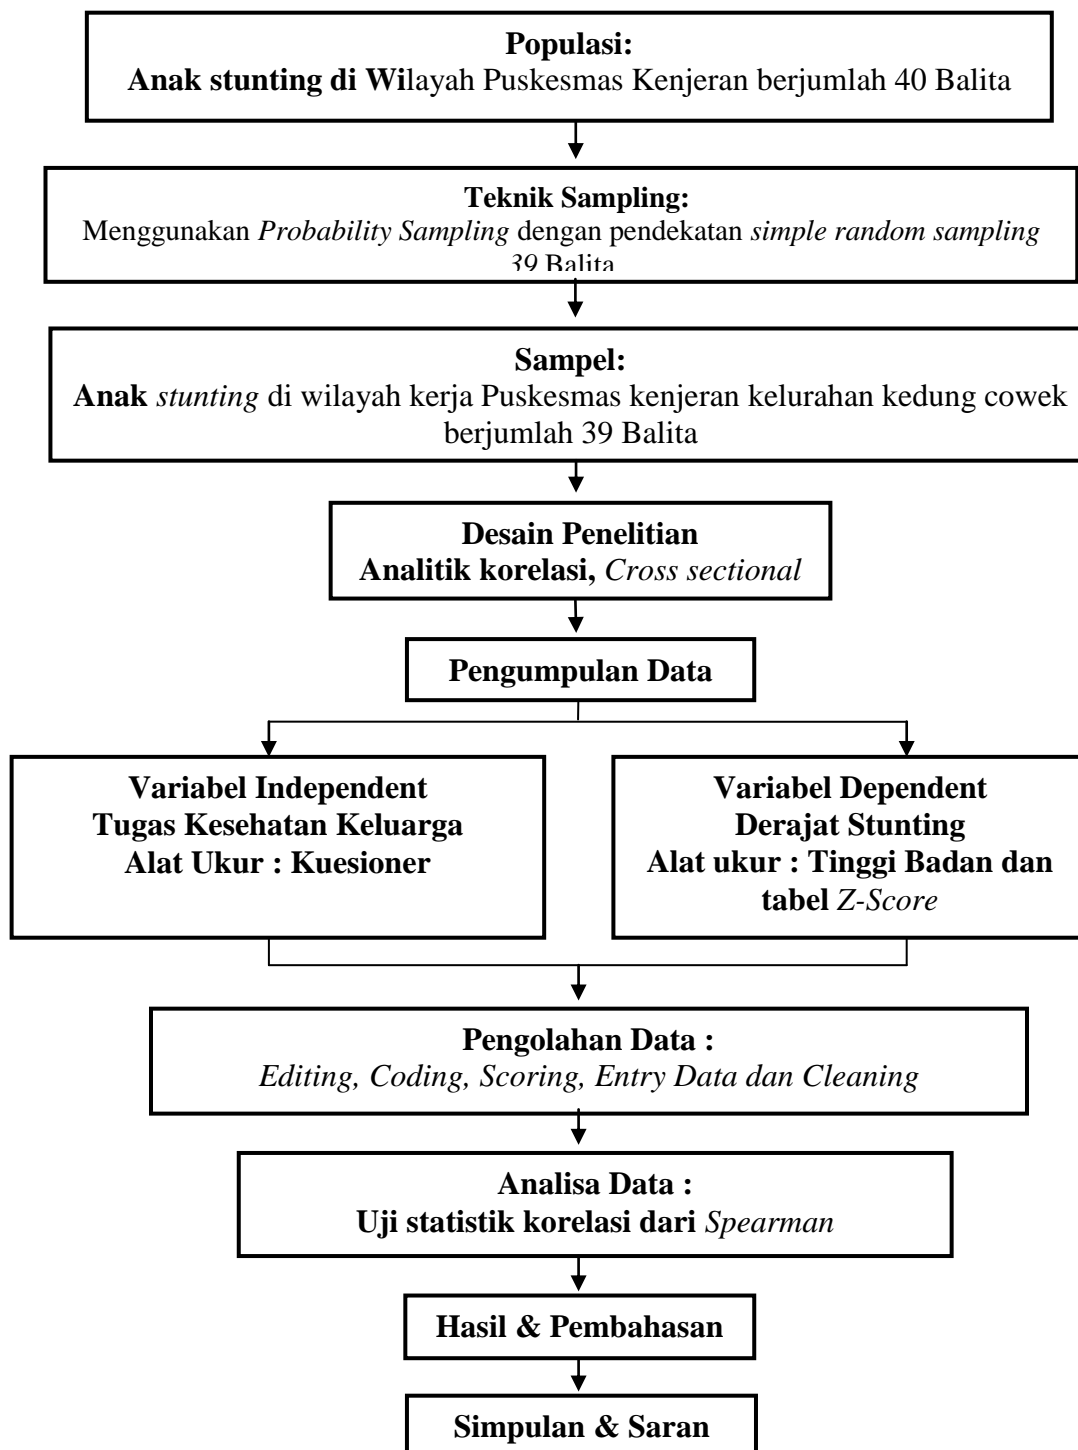 Populasi:
Anak stunting di Wilayah Puskesmas Kenjeran berjumlah 40 Balita
Teknik Sampling:
Menggunakan Probability Sampling dengan pendekatan simple random sampling
39 Balita
Sampel:
Anak stunting di wilayah kerja Puskesmas kenjeran kelurahan kedung cowek
berjumlah 39 Balita
Desain Penelitian
Analitik korelasi, Cross sectional
Pengumpulan Data
Variabel Independent
Tugas Kesehatan Keluarga
Alat Ukur : Kuesioner
Variabel Dependent
Derajat Stunting
Alat ukur : Tinggi Badan dan
tabel Z-Score
Pengolahan Data :
Editing, Coding, Scoring, Entry Data dan Cleaning
Analisa Data :
Uji statistik korelasi dari Spearman
Hasil & Pembahasan
Simpulan & Saran